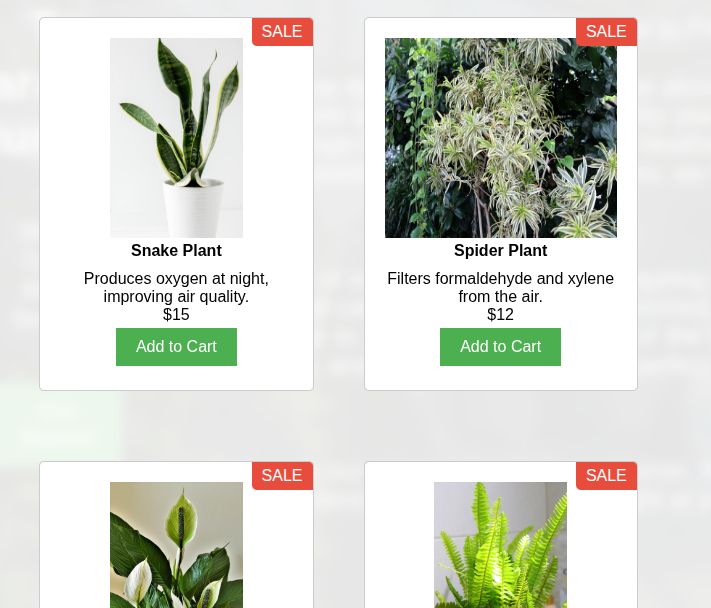 SALE
Snake Plant
Produces oxygen at night,
improving air quality.
$15
Add to Cart
SALE
Spider Plant
Filters formaldehyde and xylene
from the air.
$12
Add to Cart
SALE
SALE